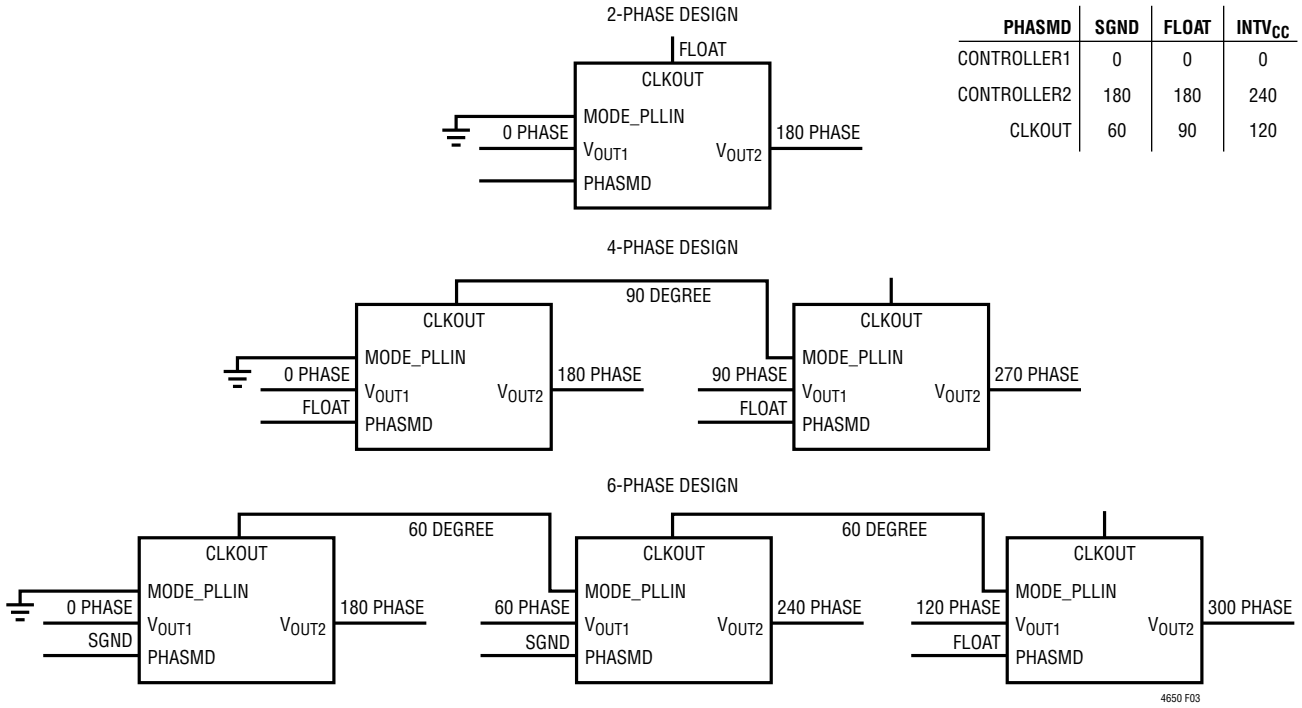 2-PHASE DESIGN
FLOAT
CLKOUT
MODE_PLLIN
0 PHASE
VOUT1
VOUT2
180 PHASE
PHASMD
PHASMD SGND FLOAT INTVCC
CONTROLLER1 0 0 0
CONTROLLER2 180 180 240
CLKOUT 60 90 120
4-PHASE DESIGN
90 DEGREE
CLKOUT
MODE_PLLIN
0 PHASE
VOUT1
VOUT2
180 PHASE
FLOAT
PHASMD
CLKOUT
MODE_PLLIN
90 PHASE
VOUT1
VOUT2
270 PHASE
FLOAT
PHASMD
6-PHASE DESIGN
60 DEGREE
60 DEGREE
CLKOUT
MODE_PLLIN
0 PHASE
VOUT1
VOUT2
180 PHASE
SGND
PHASMD
CLKOUT
MODE_PLLIN
60 PHASE
VOUT1
VOUT2
240 PHASE
SGND
PHASMD
CLKOUT
MODE_PLLIN
120 PHASE
VOUT1
VOUT2
300 PHASE
FLOAT
PHASMD
4650 F03